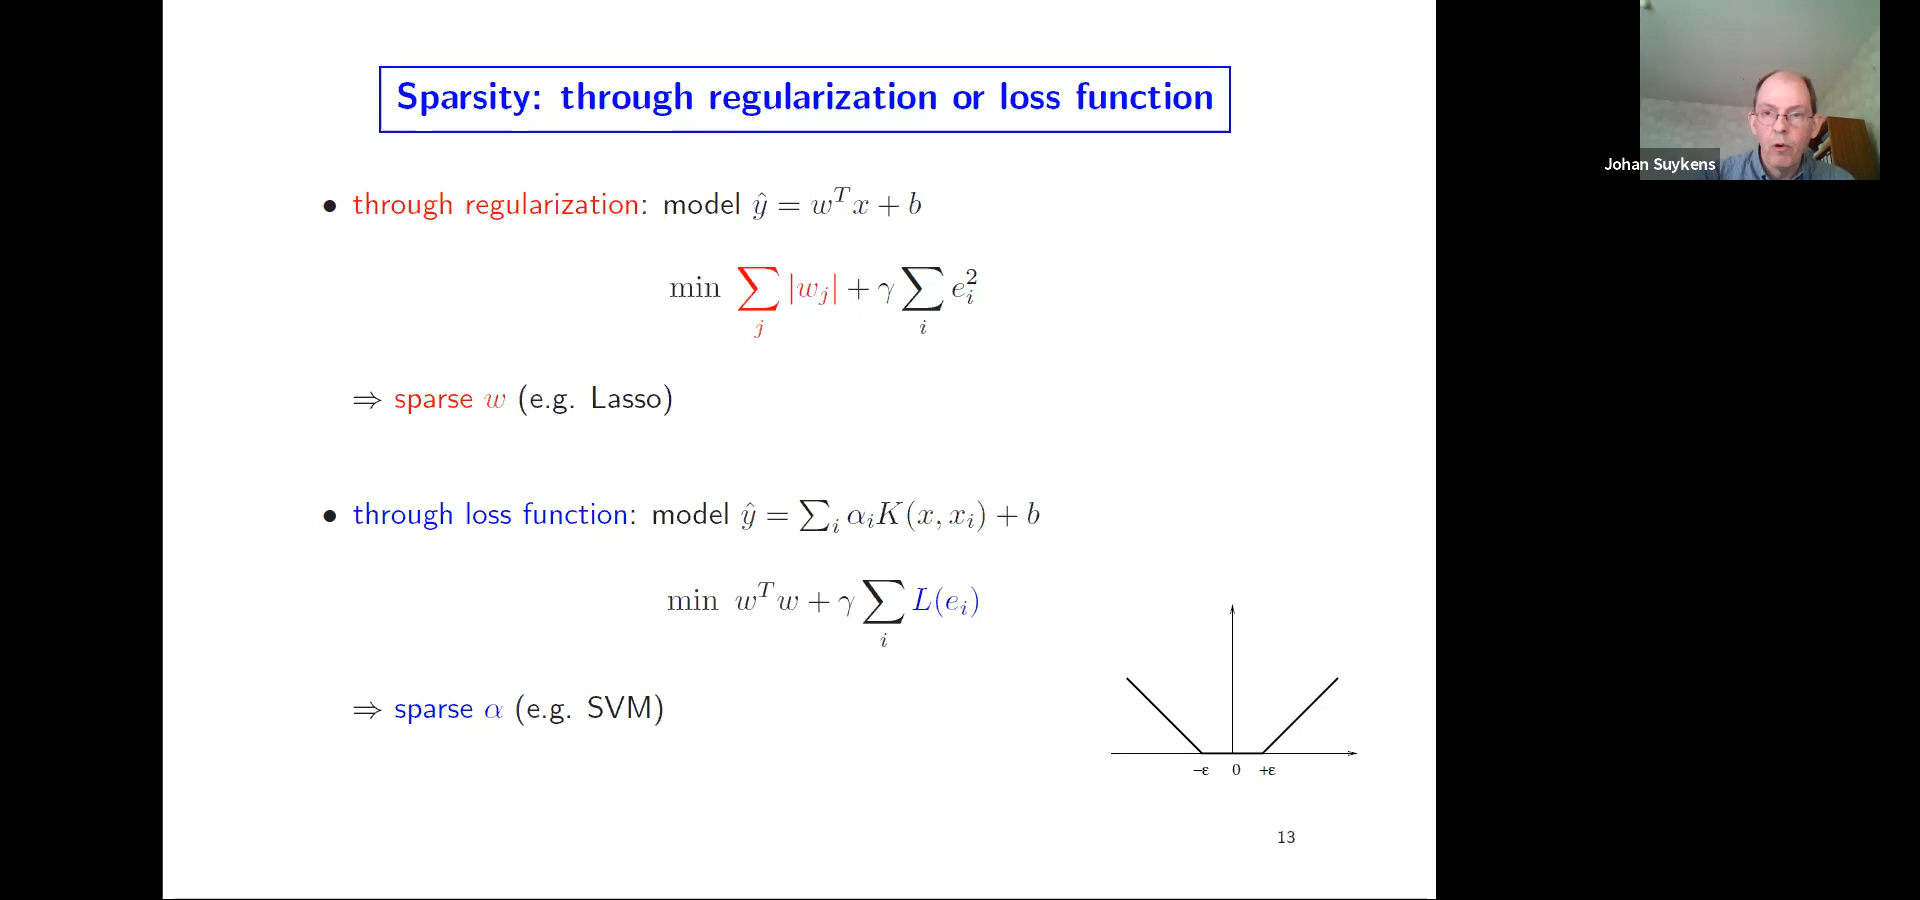 Sparsity: through regularization or loss function
Johan Suykens
• through regularization: model ŷ = w^T x + b
min ∑_j |w_j| + γ ∑_i e_i^2
⇒ sparse w (e.g. Lasso)
• through loss function: model ŷ = ∑_i α_i K(x, x_i) + b
min w^T w + γ ∑_i L(e_i)
⇒ sparse α (e.g. SVM)
−ε 0 +ε
13